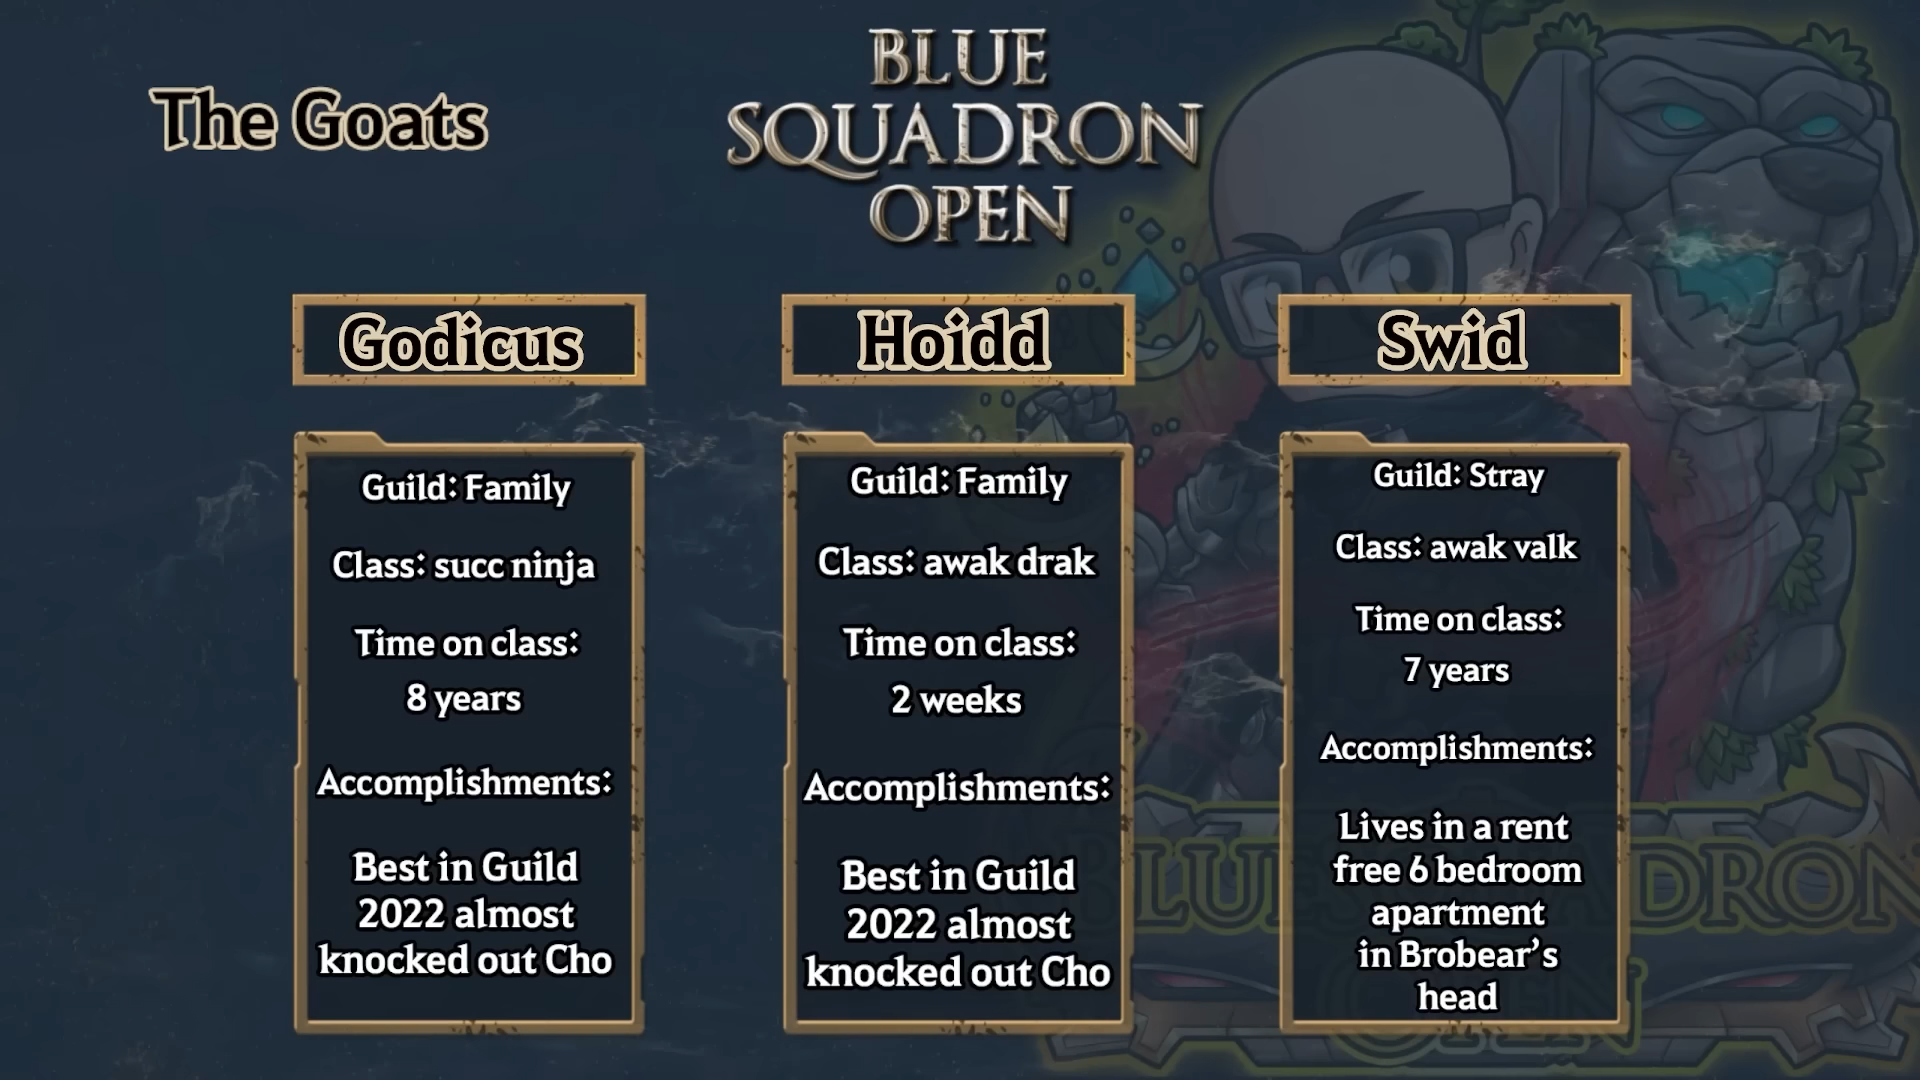 The Goats
BLUE
SQUADRON
OPEN
Godicus
Guild: Family
Class: succ ninja
Time on class:
8 years
Accomplishments:
Best in Guild
2022 almost
knocked out Cho
Hoidd
Guild: Family
Class: awak drak
Time on class:
2 weeks
Accomplishments:
Best in Guild
2022 almost
knocked out Cho
Swid
Guild: Stray
Class: awak valk
Time on class:
7 years
Accomplishments:
Lives in a rent
free 6 bedroom
apartment
in Brobear's
head
OPEN